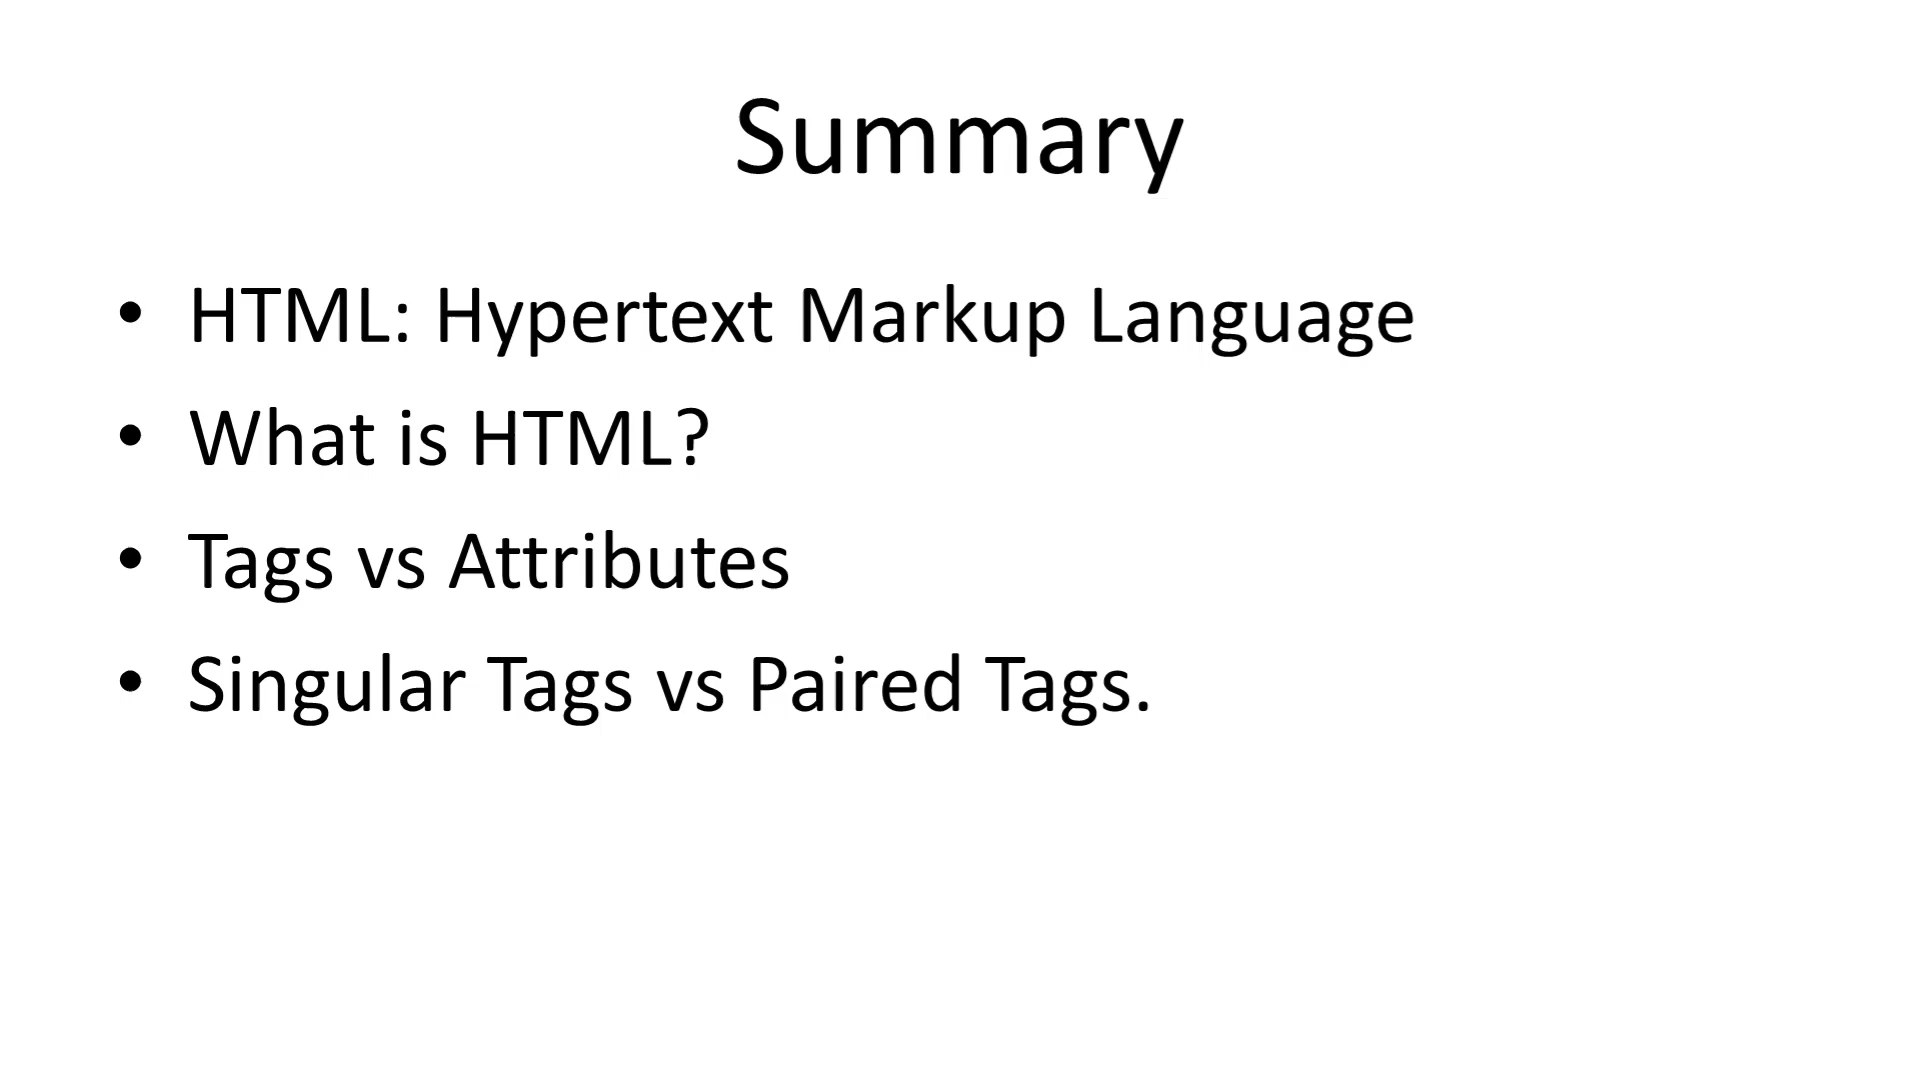 Summary
• HTML: Hypertext Markup Language
• What is HTML?
• Tags vs Attributes
• Singular Tags vs Paired Tags.